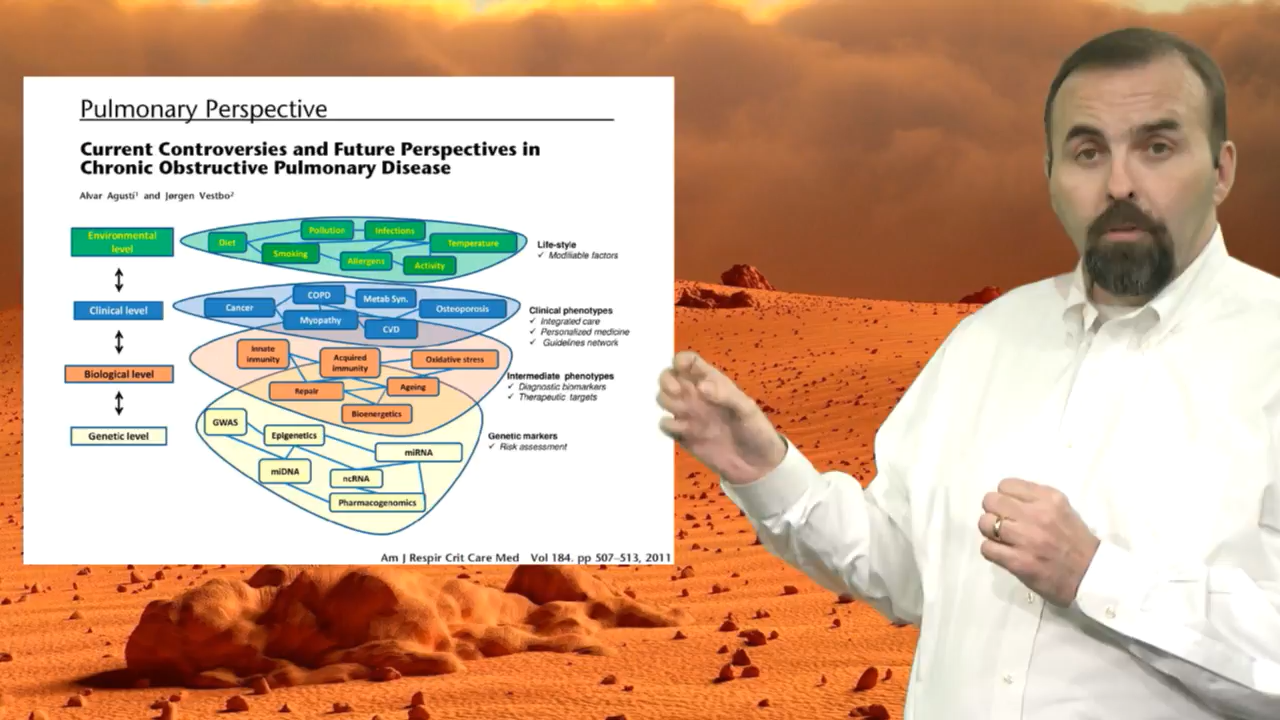 Pulmonary Perspective
Current Controversies and Future Perspectives in
Chronic Obstructive Pulmonary Disease
Alvar Agustí¹ and Jørgen Vestbo²
Environmental
level
Diet
Pollution
Infections
Smoking
Allergens
Activity
Temperature
Life-style
✓ Modiliable factors
Clinical level
Cancer
COPD
Metab Syn.
Osteoporosis
Myopathy
CVD
Clinical phenotypes
✓ Integrated care
✓ Personalized medicine
✓ Guidelines network
Biological level
Innate
inmunity
Acquired
immunity
Oxidative stress
Repair
Ageing
Bioenergetics
Intermediate phenotypes
✓ Diagnostic biomarkers
✓ Therapeutic targets
Genetic level
GWAS
Epigenetics
miRNA
miDNA
ncRNA
Pharmacogenomics
Genetic markers
✓ Risk assessment
Am J Respir Crit Care Med Vol 184. pp 507–513, 2011